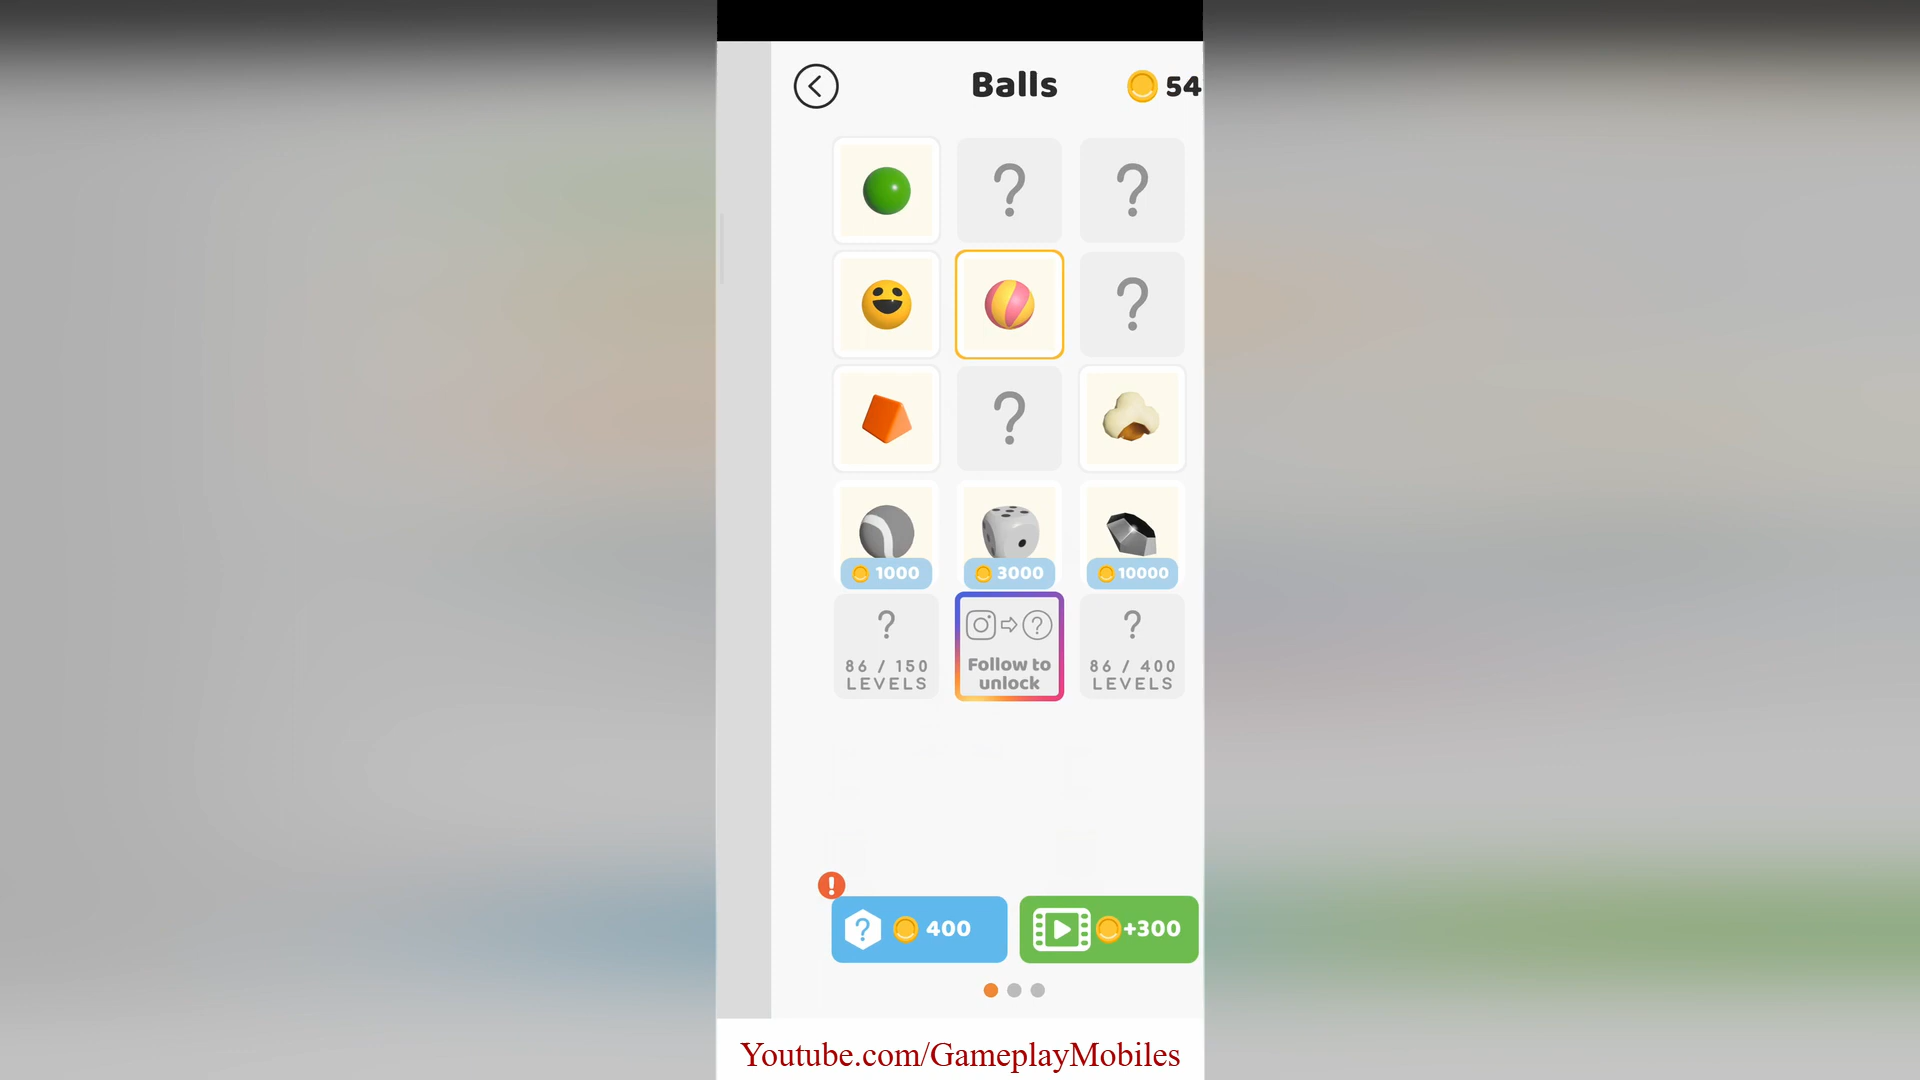 Balls
54
?
?
?
?
1000
3000
10000
?
?
?
86 / 150
LEVELS
Follow to
unlock
86 / 400
LEVELS
!
?
400
+300
Youtube.com/GameplayMobiles